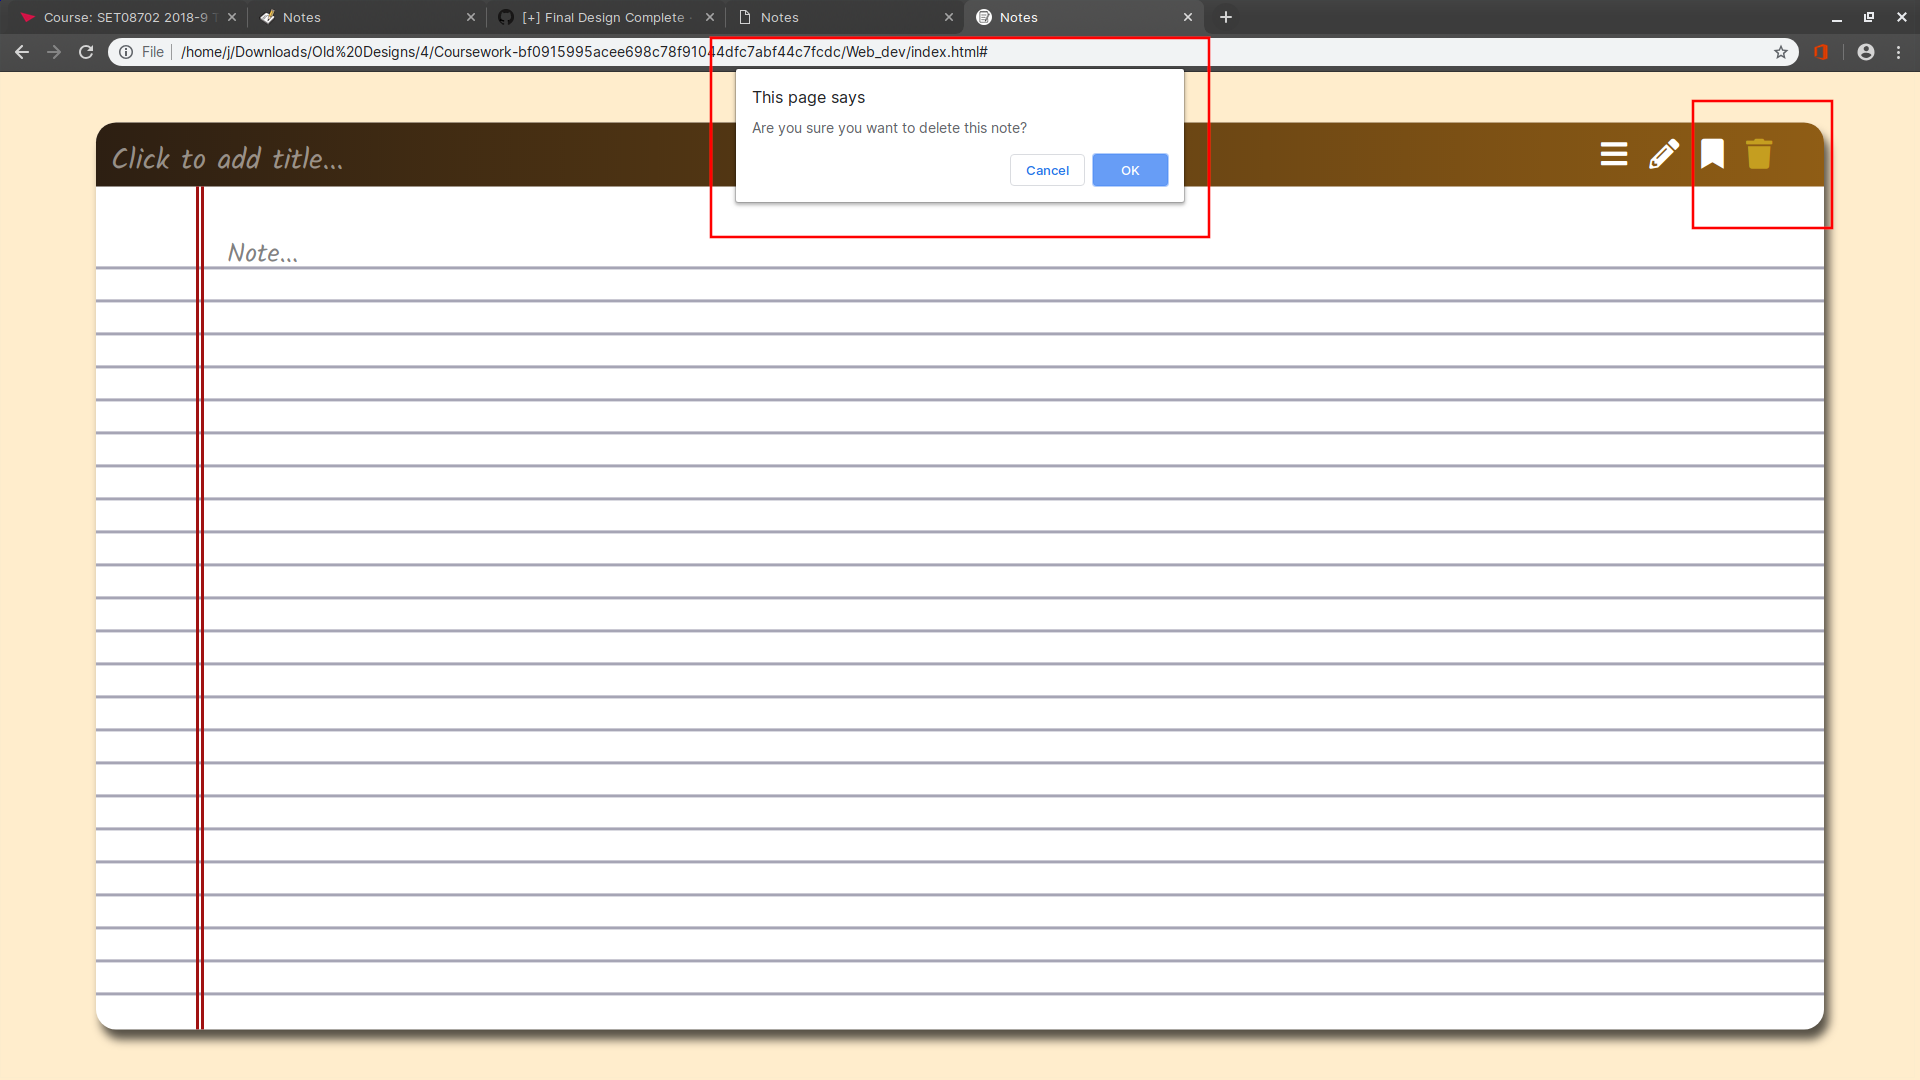 Course: SET08702 2018-9 T
Notes
[+] Final Design Complete ·
Notes
Notes
File
/home/j/Downloads/Old%20Designs/4/Coursework-bf0915995acee698c78f91044dfc7abf44c7fcdc/Web_dev/index.html#
This page says
Are you sure you want to delete this note?
Cancel
OK
Click to add title...
Note...